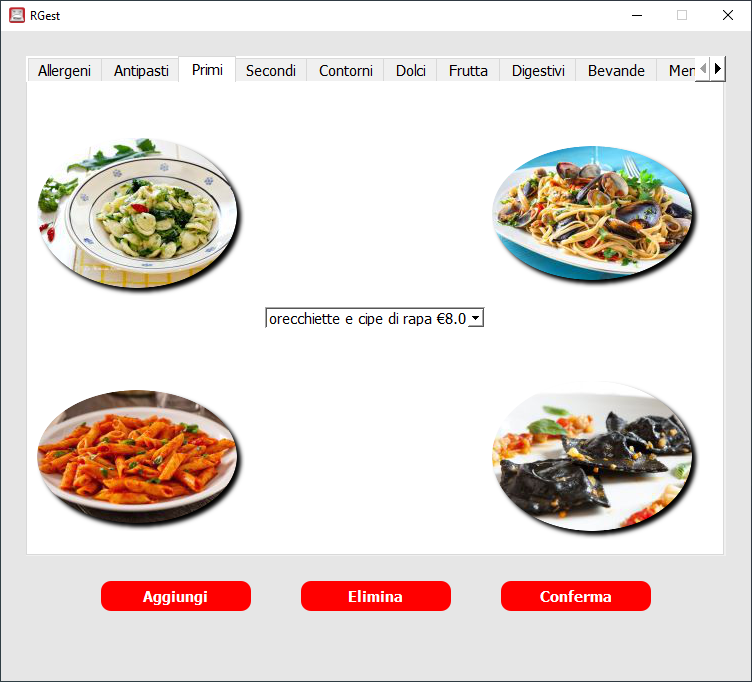 RGest
Allergeni Antipasti Primi Secondi Contorni Dolci Frutta Digestivi Bevande Men
orecchiette e cipe di rapa €8.0
Aggiungi Elimina Conferma